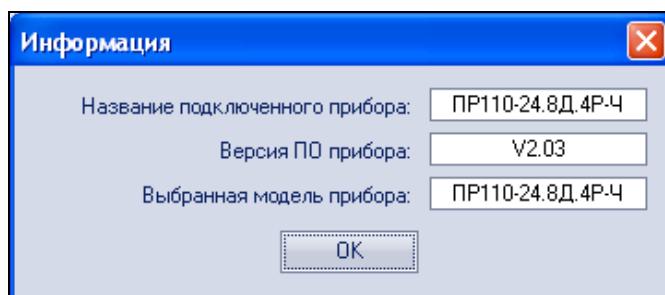 Информация
Название подключенного прибора: ПР110-24.8Д.4Р-Ч
Версия ПО прибора: V2.03
Выбранная модель прибора: ПР110-24.8Д.4Р-Ч
OK